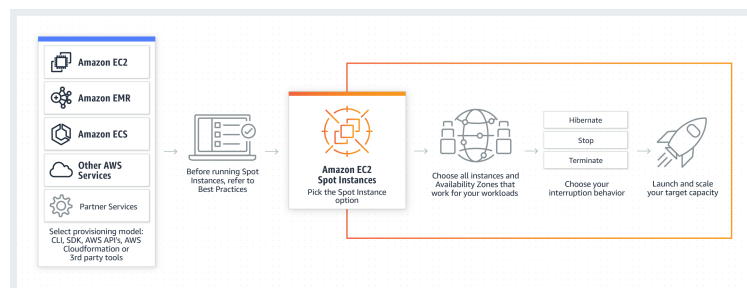 Amazon EC2
Amazon EMR
Amazon ECS
Other AWS
Services
Partner Services
Select provisioning model:
CLI, SDK, AWS API's, AWS
Cloudformation or
3rd party tools
Before running Spot
Instances, refer to
Best Practices
Amazon EC2
Spot Instances
Pick the Spot Instance
option
Choose all instances and
Availability Zones that
work for your workloads
Hibernate
Stop
Terminate
Choose your
interruption behavior
Launch and scale
your target capacity